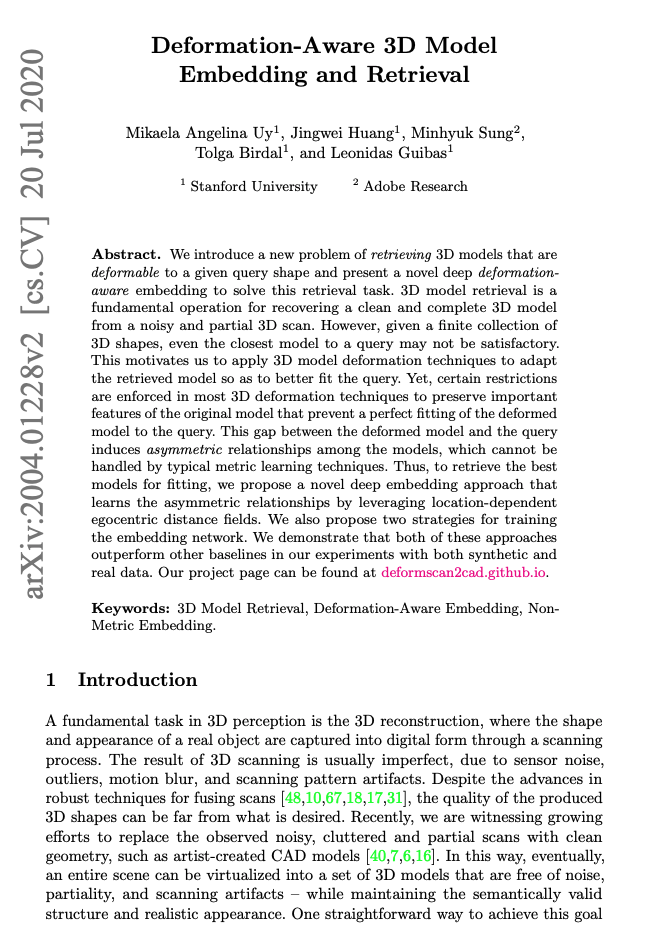 Deformation-Aware 3D Model
Embedding and Retrieval
Mikaela Angelina Uy1, Jingwei Huang1, Minhyuk Sung2,
Tolga Birdal1, and Leonidas Guibas1
1 Stanford University 2 Adobe Research
Abstract. We introduce a new problem of retrieving 3D models that are
deformable to a given query shape and present a novel deep deformation-
aware embedding to solve this retrieval task. 3D model retrieval is a
fundamental operation for recovering a clean and complete 3D model
from a noisy and partial 3D scan. However, given a finite collection of
3D shapes, even the closest model to a query may not be satisfactory.
This motivates us to apply 3D model deformation techniques to adapt
the retrieved model so as to better fit the query. Yet, certain restrictions
are enforced in most 3D deformation techniques to preserve important
features of the original model that prevent a perfect fitting of the deformed
model to the query. This gap between the deformed model and the query
induces asymmetric relationships among the models, which cannot be
handled by typical metric learning techniques. Thus, to retrieve the best
models for fitting, we propose a novel deep embedding approach that
learns the asymmetric relationships by leveraging location-dependent
egocentric distance fields. We also propose two strategies for training
the embedding network. We demonstrate that both of these approaches
outperform other baselines in our experiments with both synthetic and
real data. Our project page can be found at deformscan2cad.github.io.
Keywords: 3D Model Retrieval, Deformation-Aware Embedding, Non-
Metric Embedding.
1 Introduction
A fundamental task in 3D perception is the 3D reconstruction, where the shape
and appearance of a real object are captured into digital form through a scanning
process. The result of 3D scanning is usually imperfect, due to sensor noise,
outliers, motion blur, and scanning pattern artifacts. Despite the advances in
robust techniques for fusing scans [48,10,67,18,17,31], the quality of the produced
3D shapes can be far from what is desired. Recently, we are witnessing growing
efforts to replace the observed noisy, cluttered and partial scans with clean
geometry, such as artist-created CAD models [40,7,6,16]. In this way, eventually,
an entire scene can be virtualized into a set of 3D models that are free of noise,
partiality, and scanning artifacts – while maintaining the semantically valid
structure and realistic appearance. One straightforward way to achieve this goal
arXiv:2004.01228v2 [cs.CV] 20 Jul 2020